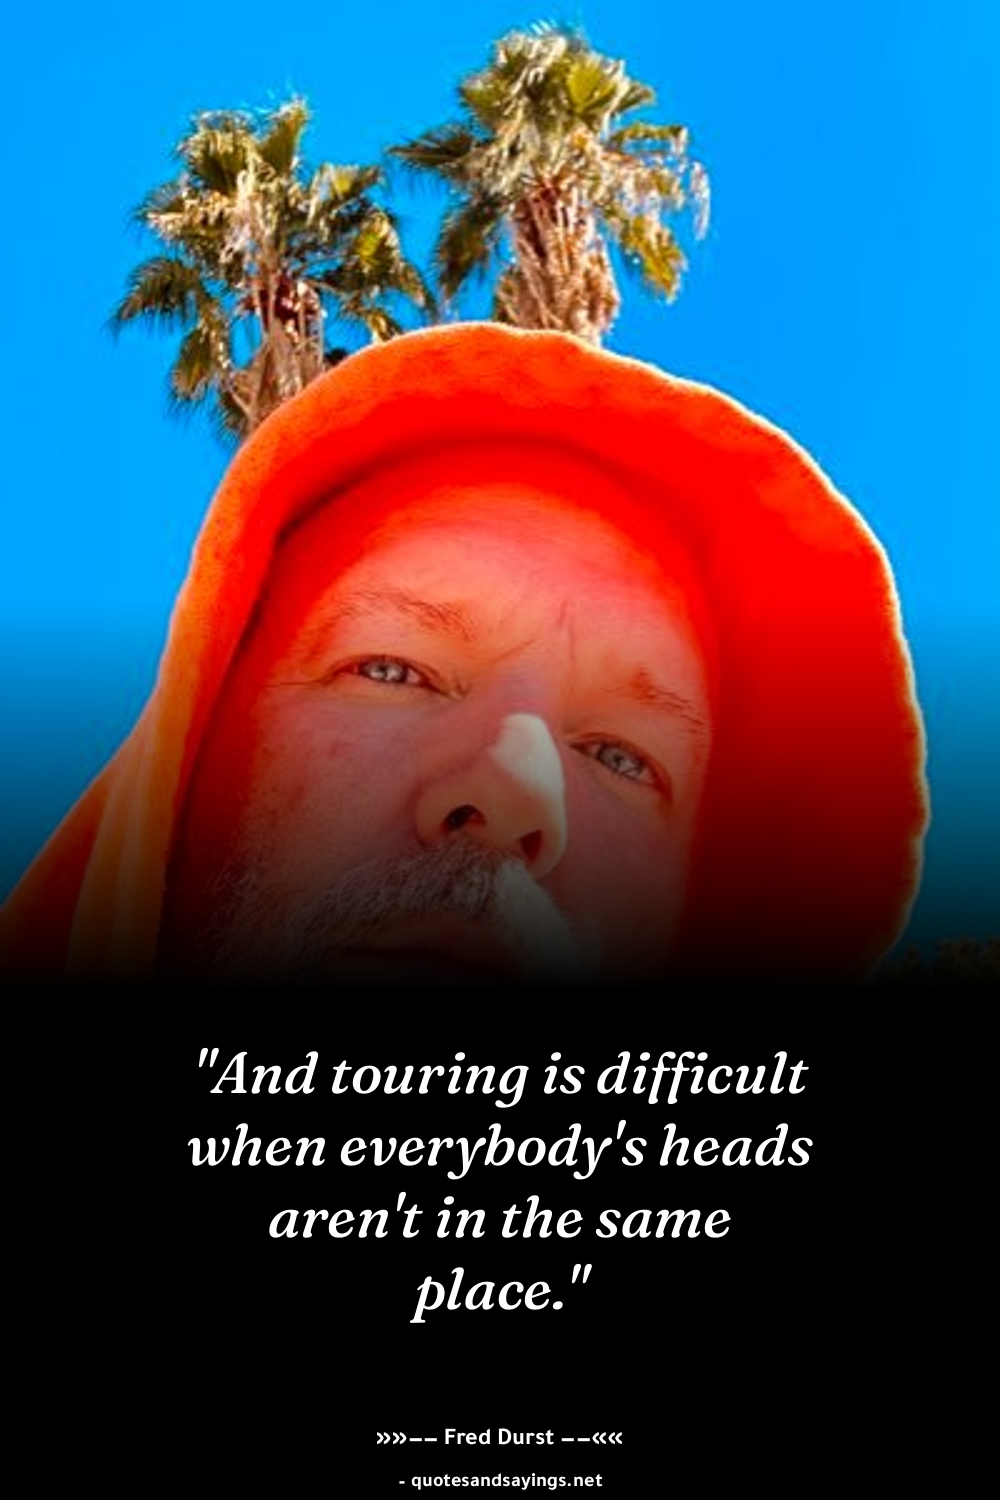 "And touring is difficult
when everybody's heads
aren't in the same
place."
»»—— Fred Durst ——««
- quotesandsayings.net